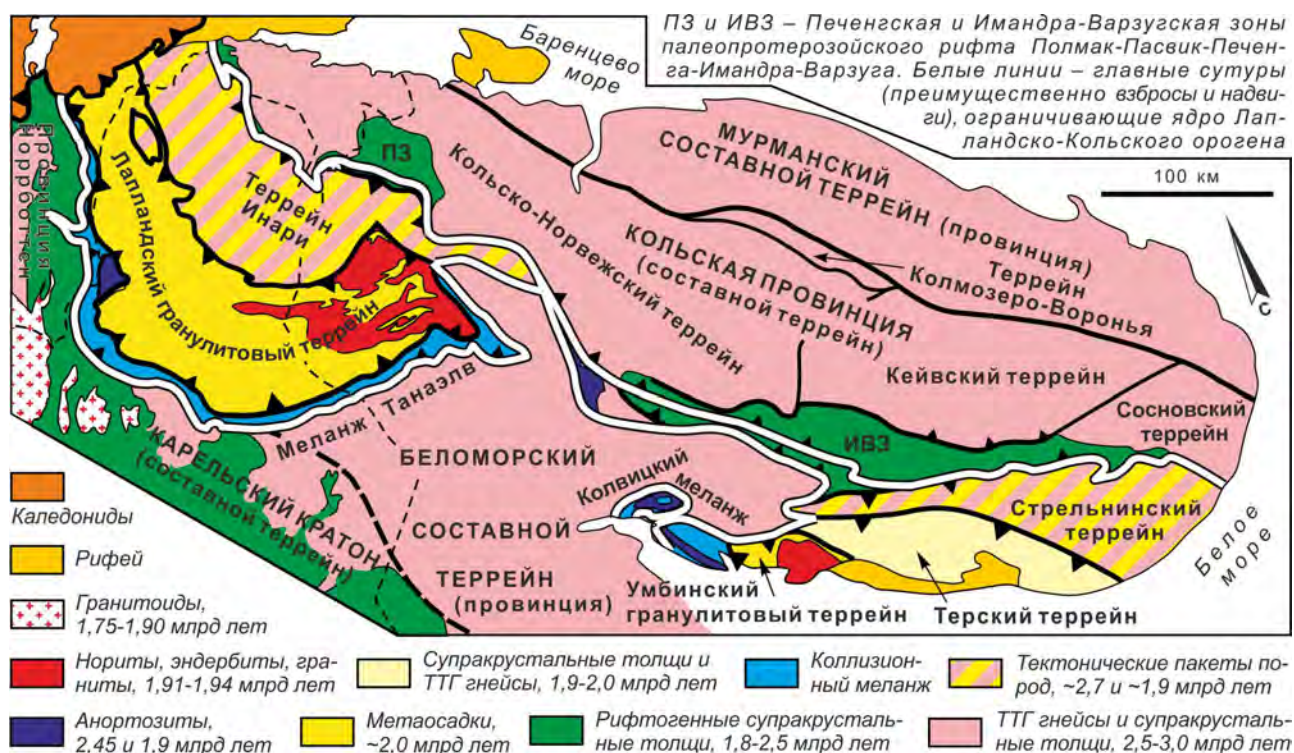 ПЗ и ИВЗ – Печенгская и Имандра-Варзугская зоны
палеопротерозойского рифта Полмак-Пасвик-Печен-
га-Имандра-Варзуга. Белые линии – главные сутуры
(преимущественно взбросы и надви-
ги), ограничивающие ядро Лап-
ландско-Кольского орогена
Баренцево
море
100 км
С
Провинция
Норрботтен
Лапландский гранулитовый террейн
Террейн
Инари
ПЗ
Кольско-Норвежский террейн
МУРМАНСКИЙ
СОСТАВНОЙ ТЕРРЕЙН (провинция)
КОЛЬСКАЯ ПРОВИНЦИЯ
(составной террейн)
Террейн
Колмозеро-Воронья
Кейвский террейн
Сосновский
террейн
ИВЗ
Меланж Танаэлв
КАРЕЛЬСКИЙ КРАТОН
(составной террейн)
БЕЛОМОРСКИЙ
СОСТАВНОЙ
ТЕРРЕЙН
(провинция)
Колвицкий
меланж
Стрельнинский
террейн
Белое
море
Умбинский
гранулитовый террейн
Терский террейн
Каледониды
Рифей
Гранитоиды,
1,75-1,90 млрд лет
Нориты, эндербиты, гра-
ниты, 1,91-1,94 млрд лет
Супракрустальные толщи и
ТТГ гнейсы, 1,9-2,0 млрд лет
Коллизион-
ный меланж
Тектонические пакеты по-
род, ~2,7 и ~1,9 млрд лет
Анортозиты,
2,45 и 1,9 млрд лет
Метаосадки,
~2,0 млрд лет
Рифтогенные супракрусталь-
ные толщи, 1,8-2,5 млрд лет
ТТГ гнейсы и супракрусталь-
ные толщи, 2,5-3,0 млрд лет